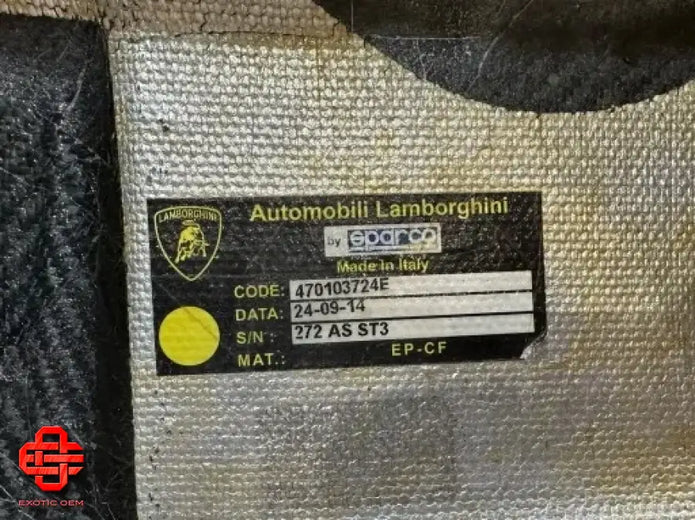 LAMBORGHINI
Automobili Lamborghini
by sparco
Made in Italy
CODE: 470103724E
DATA: 24-09-14
S/N : 272 AS ST3
MAT.: EP-CF
EXOTIC OEM